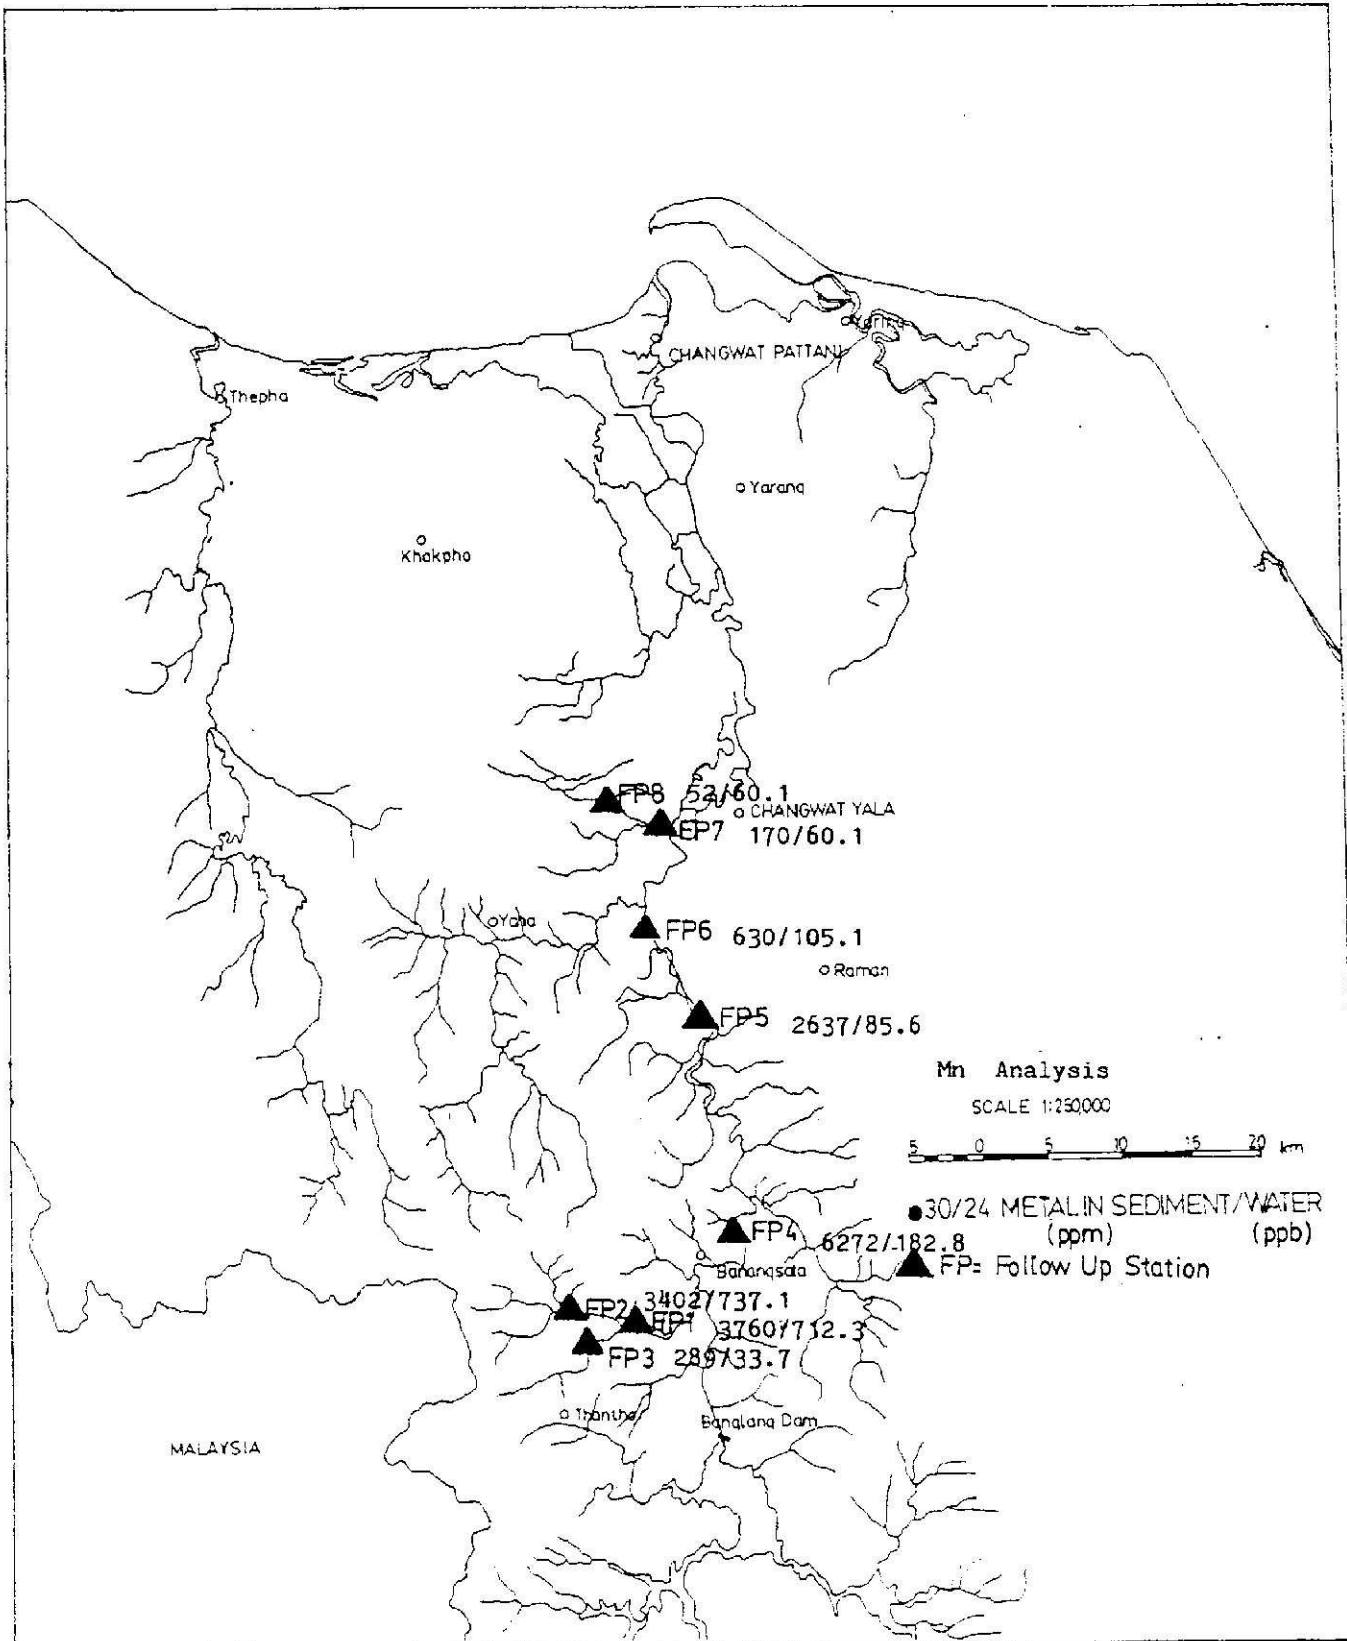 CHANGWAT PATTANI
Thepha
Yarang
Khokpho
FP8 52/60.1
CHANGWAT YALA
FP7 170/60.1
Yaha
FP6 630/105.1
Raman
FP5 2637/85.6
Mn Analysis
SCALE 1:250,000
5 0 5 10 15 20 km
30/24 METAL IN SEDIMENT/WATER
(ppm) (ppb)
FP4 6272/182.8
FP= Follow Up Station
Banangsata
FP2 3402/737.1
FP1 3760/712.3
FP3 289/33.7
Thantho
Banglang Dam
MALAYSIA